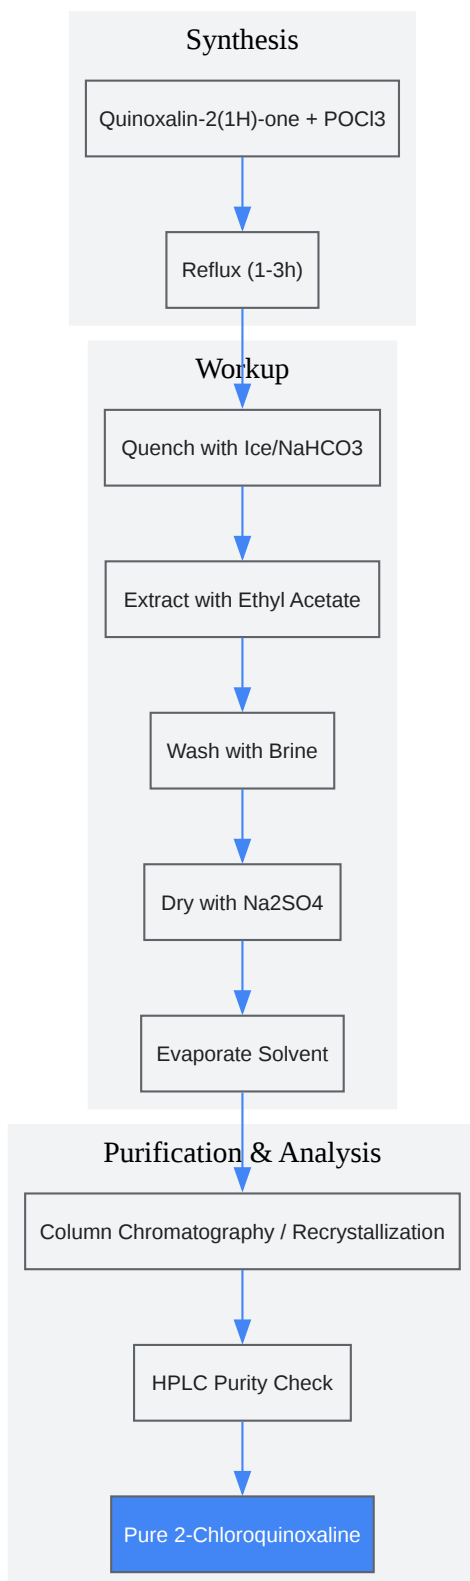 Synthesis
Quinoxalin-2(1H)-one + POCl3
Reflux (1-3h)
Workup
Quench with Ice/NaHCO3
Extract with Ethyl Acetate
Wash with Brine
Dry with Na2SO4
Evaporate Solvent
Purification & Analysis
Column Chromatography / Recrystallization
HPLC Purity Check
Pure 2-Chloroquinoxaline